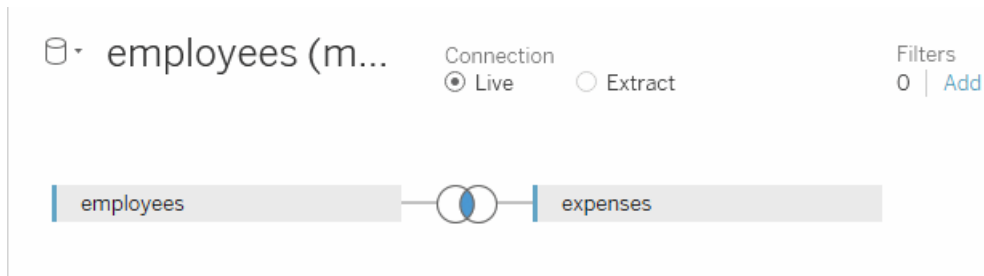 employees (m...
Connection
Live Extract
Filters
0 Add
employees
expenses